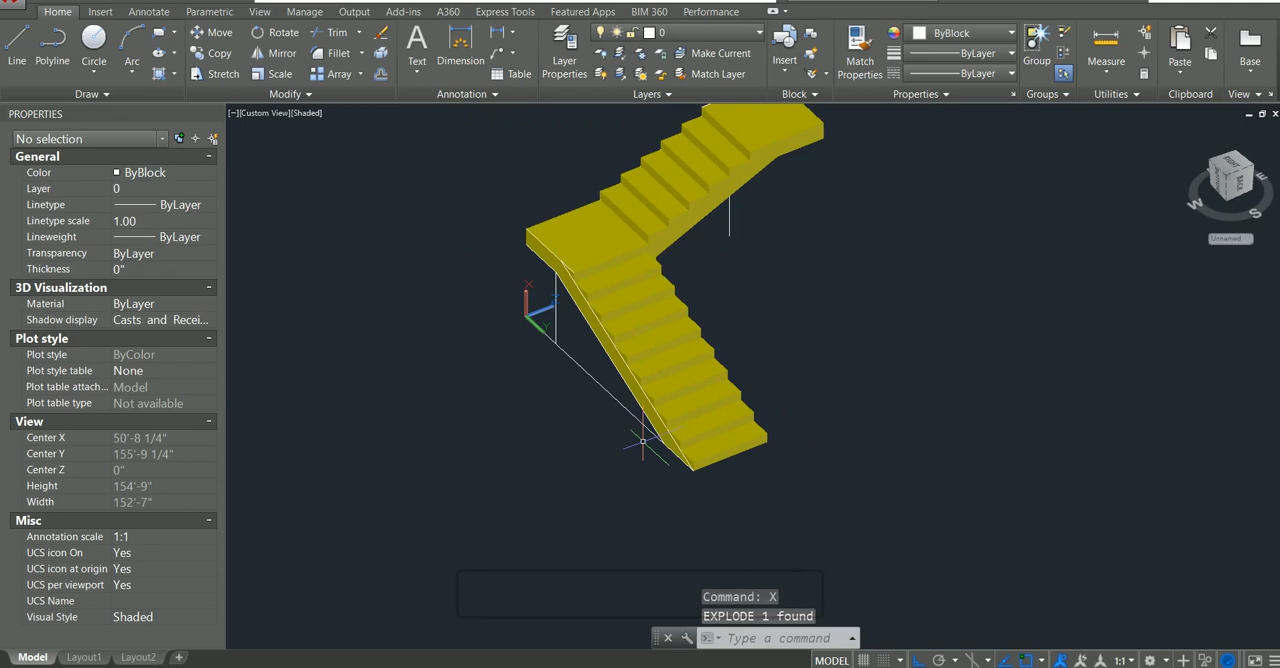 Home Insert Annotate Parametric View Manage Output Add-ins A360 Express Tools Featured Apps BIM 360 Performance
Line Polyline Circle Arc
Move Rotate Trim
Copy Mirror Fillet
Stretch Scale Array
Text Dimension Table
Layer Properties
0
Make Current
Match Layer
Insert
Match Properties
ByLayer
ByLayer
ByLayer
Group
Measure
Paste
Base
Draw Modify Annotation Layers Block Properties Groups Utilities Clipboard View
PROPERTIES
[−][Custom View][Shaded]
No selection
General
Color ByBlock
Layer 0
Linetype ByLayer
Linetype scale 1.00
Lineweight ByLayer
Transparency ByLayer
Thickness 0"
3D Visualization
Material ByLayer
Shadow display Casts and Recei...
Plot style
Plot style ByColor
Plot style table None
Plot table attach... Model
Plot table type Not available
View
Center X 50'-8 1/4"
Center Y 155'-9 1/4"
Center Z 0"
Height 154'-9"
Width 152'-7"
Misc
Annotation scale 1:1
UCS icon On Yes
UCS icon at origin Yes
UCS per viewport Yes
UCS Name
Visual Style Shaded
RIGHT
BACK
W E S
Unnamed
X
Z
Y
Command: X
EXPLODE 1 found
Type a command
Model Layout1 Layout2 +
MODEL 1:1